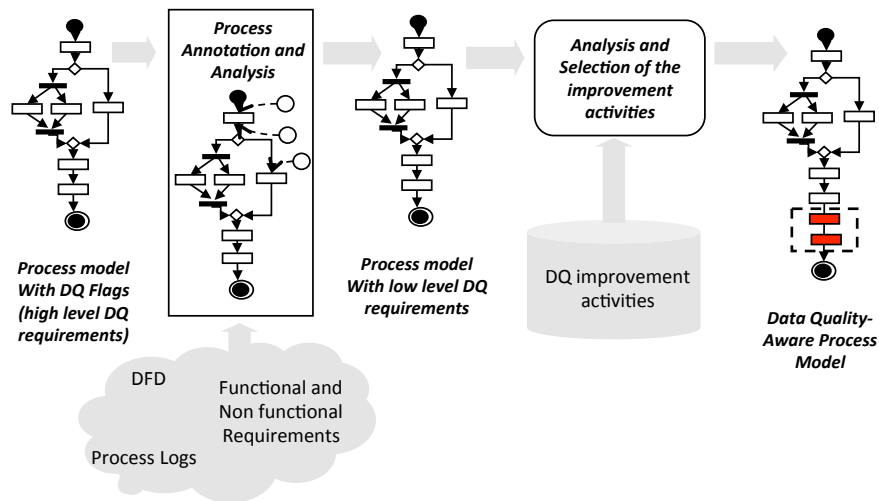 Process
Annotation and
Analysis
Analysis and
Selection of the
improvement
activities
Process model
With DQ Flags
(high level DQ
requirements)
Process model
With low level DQ
requirements
DQ improvement
activities
Data Quality-
Aware Process
Model
DFD
Functional and
Non functional
Requirements
Process Logs